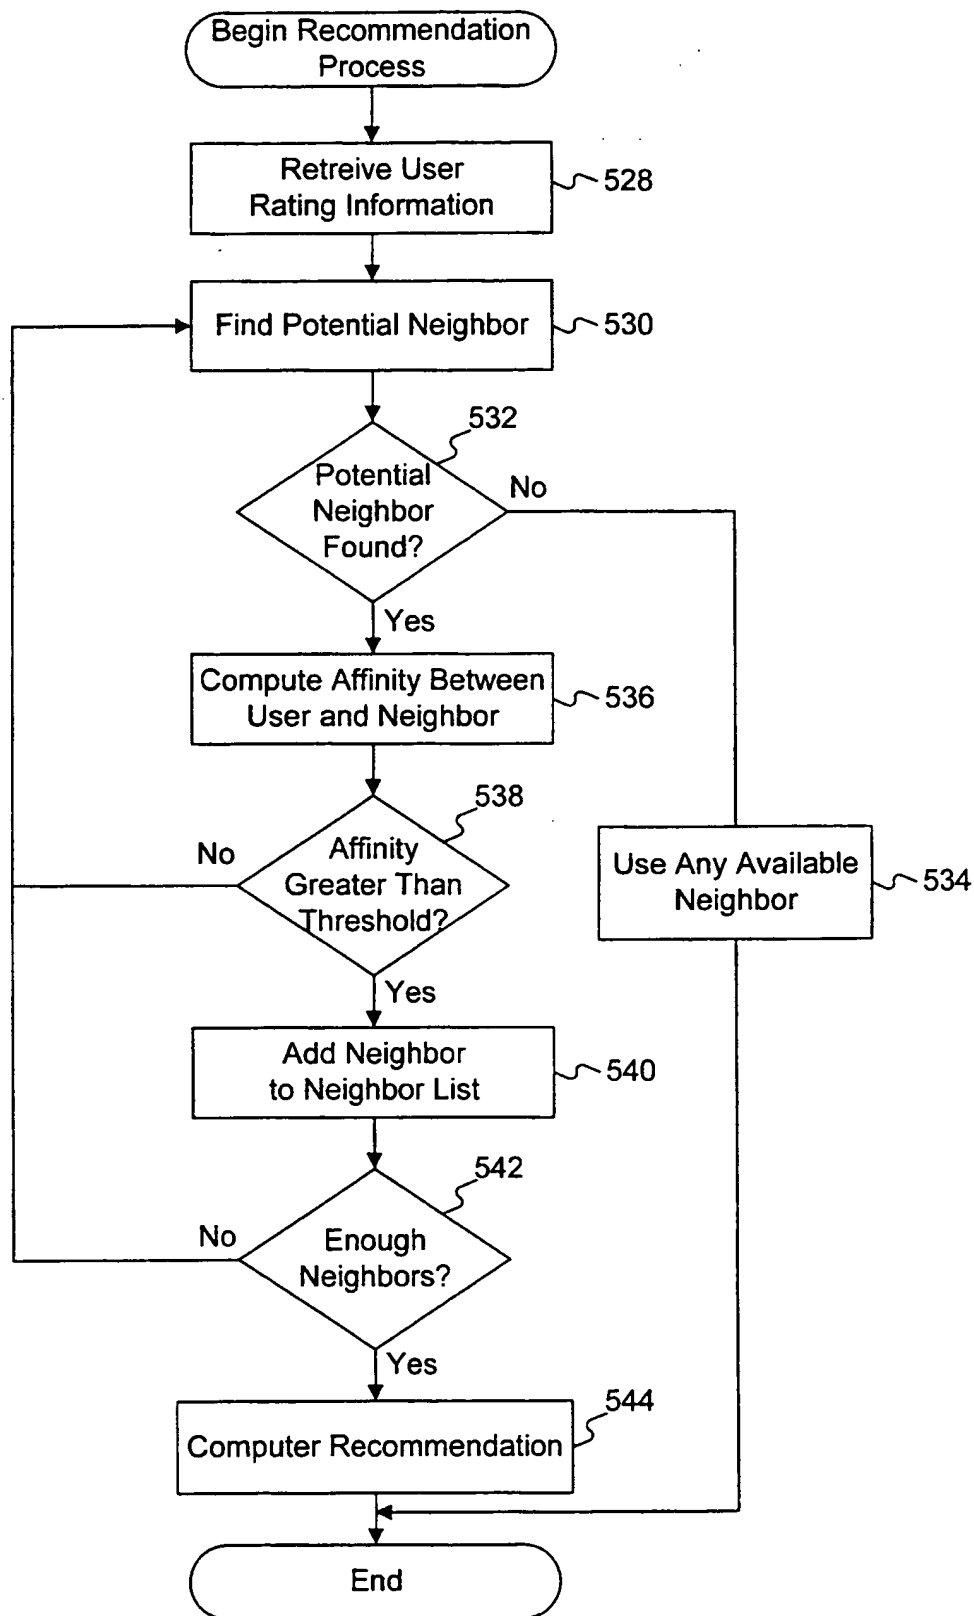 Begin Recommendation
Process
Retreive User
Rating Information
528
Find Potential Neighbor
530
532
Potential
Neighbor
Found?
No
Yes
Compute Affinity Between
User and Neighbor
536
538
No
Affinity
Greater Than
Threshold?
Use Any Available
Neighbor
534
Yes
Add Neighbor
to Neighbor List
540
542
No
Enough
Neighbors?
Yes
544
Computer Recommendation
End